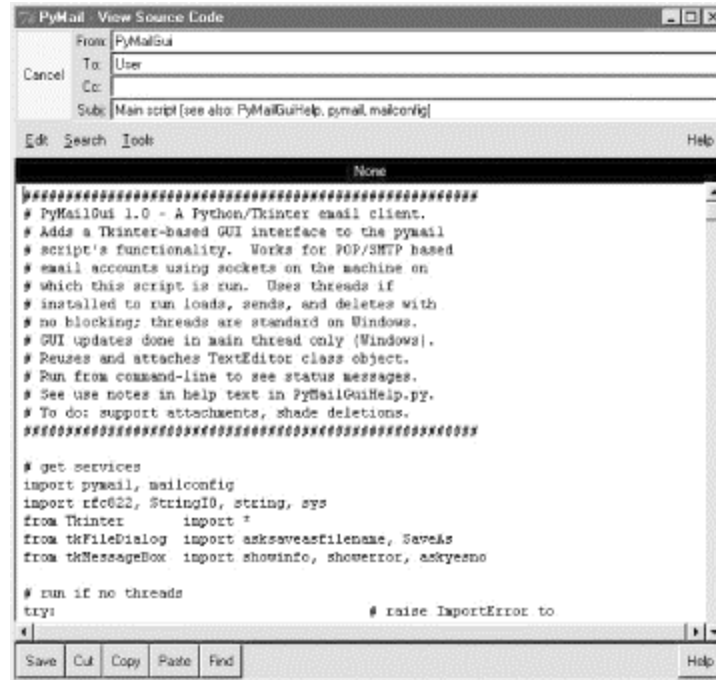 PyMail - View Source Code
Cancel
From: PyMailGui
To: User
Cc:
Subj: Main script [see also: PyMailGuiHelp, pymail, mailconfig]
Edit Search Tools Help
None
#######################################################
# PyMailGui 1.0 - A Python/Tkinter email client.
# Adds a Tkinter-based GUI interface to the pymail
# script's functionality.  Works for POP/SMTP based
# email accounts using sockets on the machine on
# which this script is run.  Uses threads if
# installed to run loads, sends, and deletes with
# no blocking; threads are standard on Windows.
# GUI updates done in main thread only (Windows).
# Reuses and attaches TextEditor class object.
# Run from command-line to see status messages.
# See use notes in help text in PyMailGuiHelp.py.
# To do: support attachments, shade deletions.
#######################################################
# get services
import pymail, mailconfig
import rfc822, StringIO, string, sys
from Tkinter       import *
from tkFileDialog  import asksaveasfilename, SaveAs
from tkMessageBox  import showinfo, showerror, askyesno
# run if no threads
try:                                     # raise ImportError to
Save Cut Copy Paste Find Help